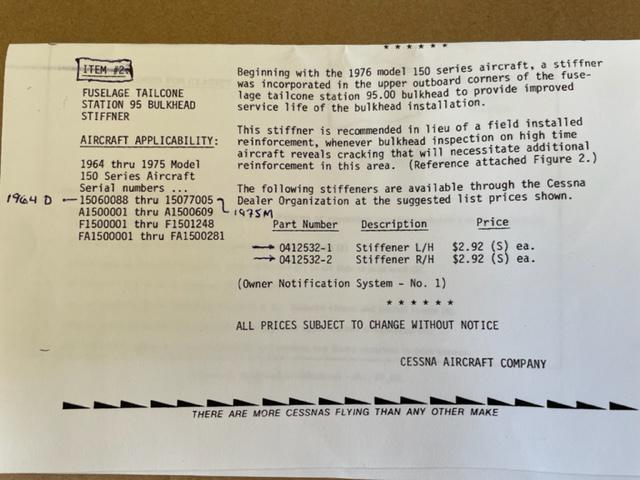 * * * * * *
ITEM #2
FUSELAGE TAILCONE
STATION 95 BULKHEAD
STIFFNER
AIRCRAFT APPLICABILITY:
1964 thru 1975 Model
150 Series Aircraft
Serial numbers ...
1964 D → 15060088 thru 15077005 1975M
A1500001 thru A1500609
F1500001 thru F1501248
FA1500001 thru FA1500281
Beginning with the 1976 model 150 series aircraft, a stiffner
was incorporated in the upper outboard corners of the fuse-
lage tailcone station 95.00 bulkhead to provide improved
service life of the bulkhead installation.
This stiffner is recommended in lieu of a field installed
reinforcement, whenever bulkhead inspection on high time
aircraft reveals cracking that will necessitate additional
reinforcement in this area. (Reference attached Figure 2.)
The following stiffeners are available through the Cessna
Dealer Organization at the suggested list prices shown.
Part Number Description Price
→ 0412532-1 Stiffener L/H $2.92 (S) ea.
→ 0412532-2 Stiffener R/H $2.92 (S) ea.
(Owner Notification System - No. 1)
* * * * * *
ALL PRICES SUBJECT TO CHANGE WITHOUT NOTICE
CESSNA AIRCRAFT COMPANY
THERE ARE MORE CESSNAS FLYING THAN ANY OTHER MAKE